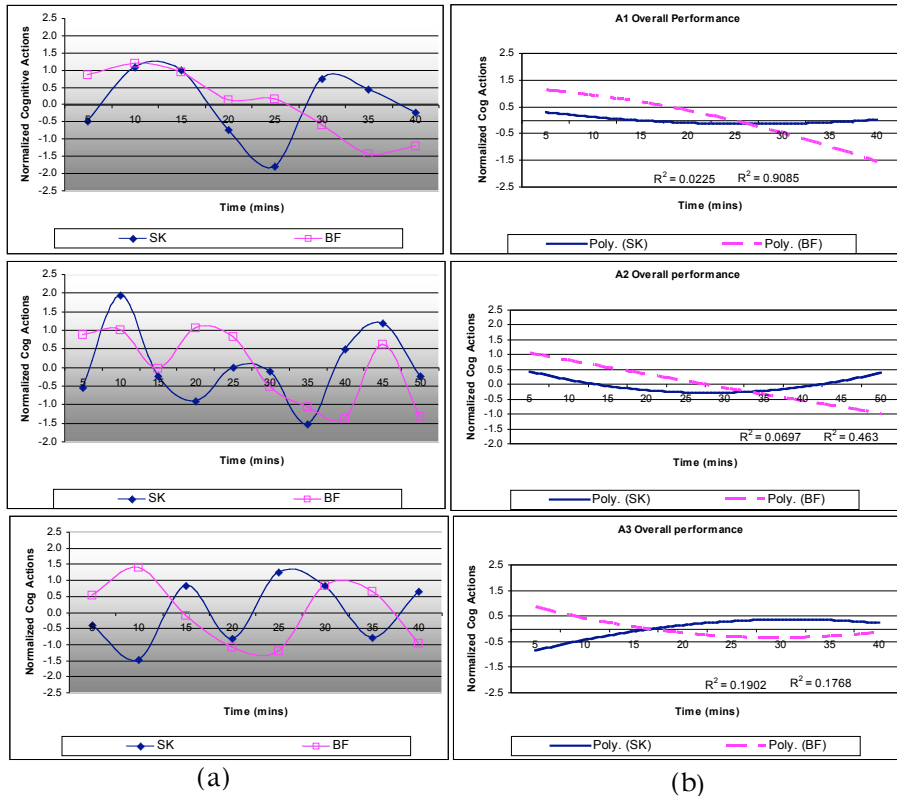 Normalized Cogntitive Actions
2.5
2.0
1.5
1.0
0.5
0.0
-0.5
-1.0
-1.5
-2.0
-2.5
5 10 15 20 25 30 35 40
Time (mins)
SK BF
A1 Overall Performance
Normalized Cog Actions
2.5
1.5
0.5
-0.5
-1.5
-2.5
5 10 15 20 25 30 35 40
R² = 0.0225 R² = 0.9085
Time (mins)
Poly. (SK) Poly. (BF)
Normalized Cog Actions
2.5
2.0
1.5
1.0
0.5
0.0
-0.5
-1.0
-1.5
-2.0
5 10 15 20 25 30 35 40 45 50
Time (mins)
SK BF
A2 Overall performance
Normalized Cog Actions
2.5
2.0
1.5
1.0
0.5
0.0
-0.5
-1.0
-1.5
-2.0
5 10 15 20 25 30 35 40 45 50
R² = 0.0697 R² = 0.463
Time (mins)
Poly. (SK) Poly. (BF)
Normalized Cog Actions
2.5
2.0
1.5
1.0
0.5
0.0
-0.5
-1.0
-1.5
-2.0
-2.5
5 10 15 20 25 30 35 40
Time (mins)
SK BF
A3 Overall performance
Normalized Cog Actions
2.5
1.5
0.5
-0.5
-1.5
-2.5
5 10 15 20 25 30 35 40
R² = 0.1902 R² = 0.1768
Time (mins)
Poly. (SK) Poly. (BF)
(a)
(b)